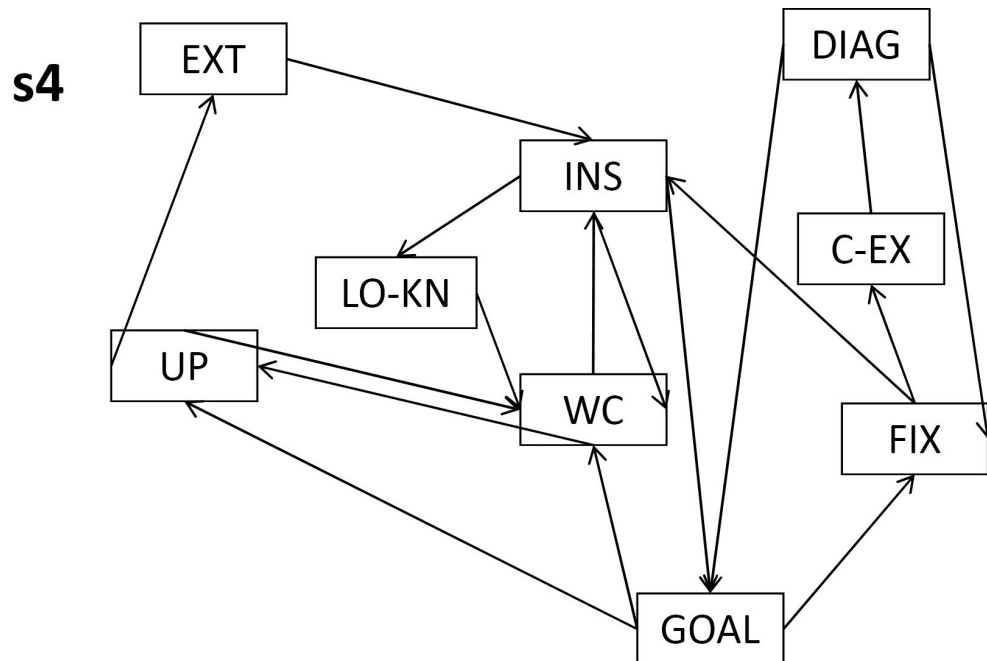 s4
EXT
DIAG
INS
C-EX
LO-KN
UP
WC
FIX
GOAL